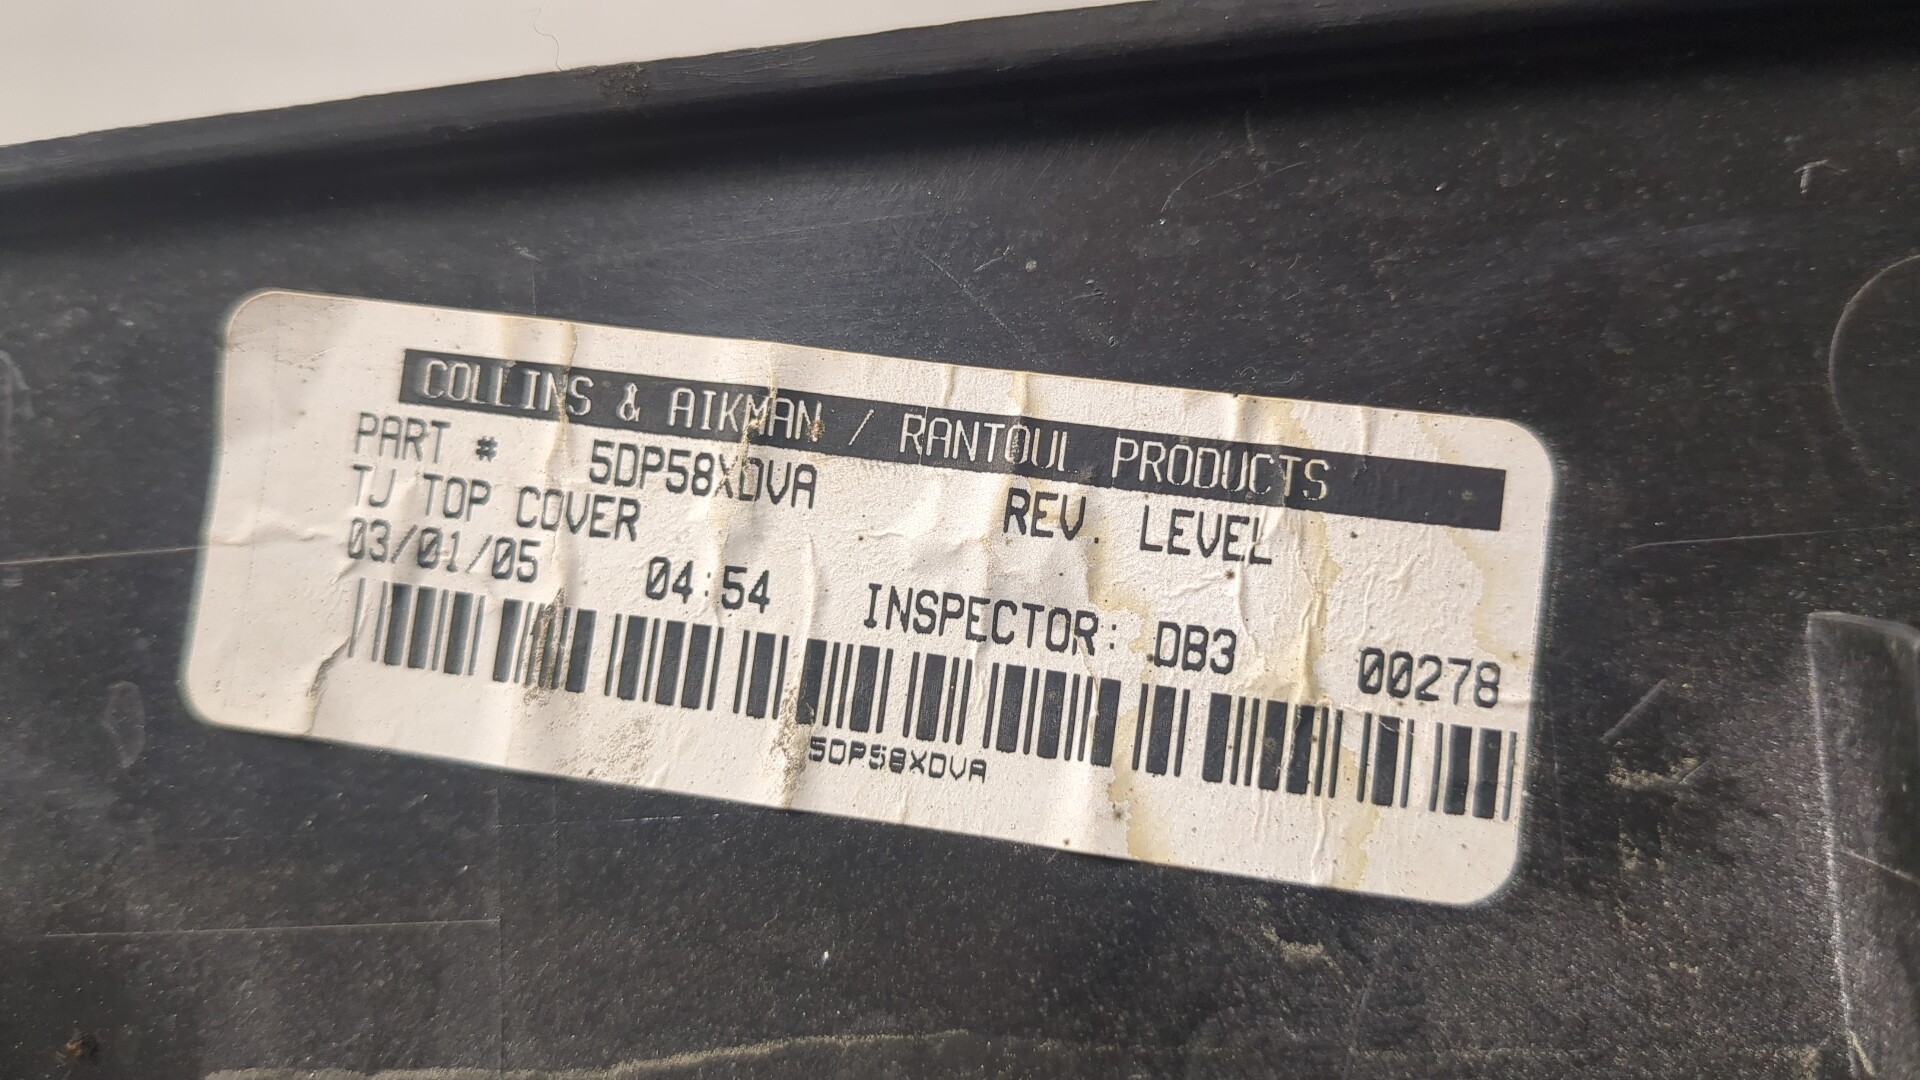 COLLINS & AIKMAN / RANTOUL PRODUCTS
PART # 5DP58XDVA REV. LEVEL
TJ TOP COVER
03/01/05 04:54 INSPECTOR: DB3 00278
5DP58XDVA